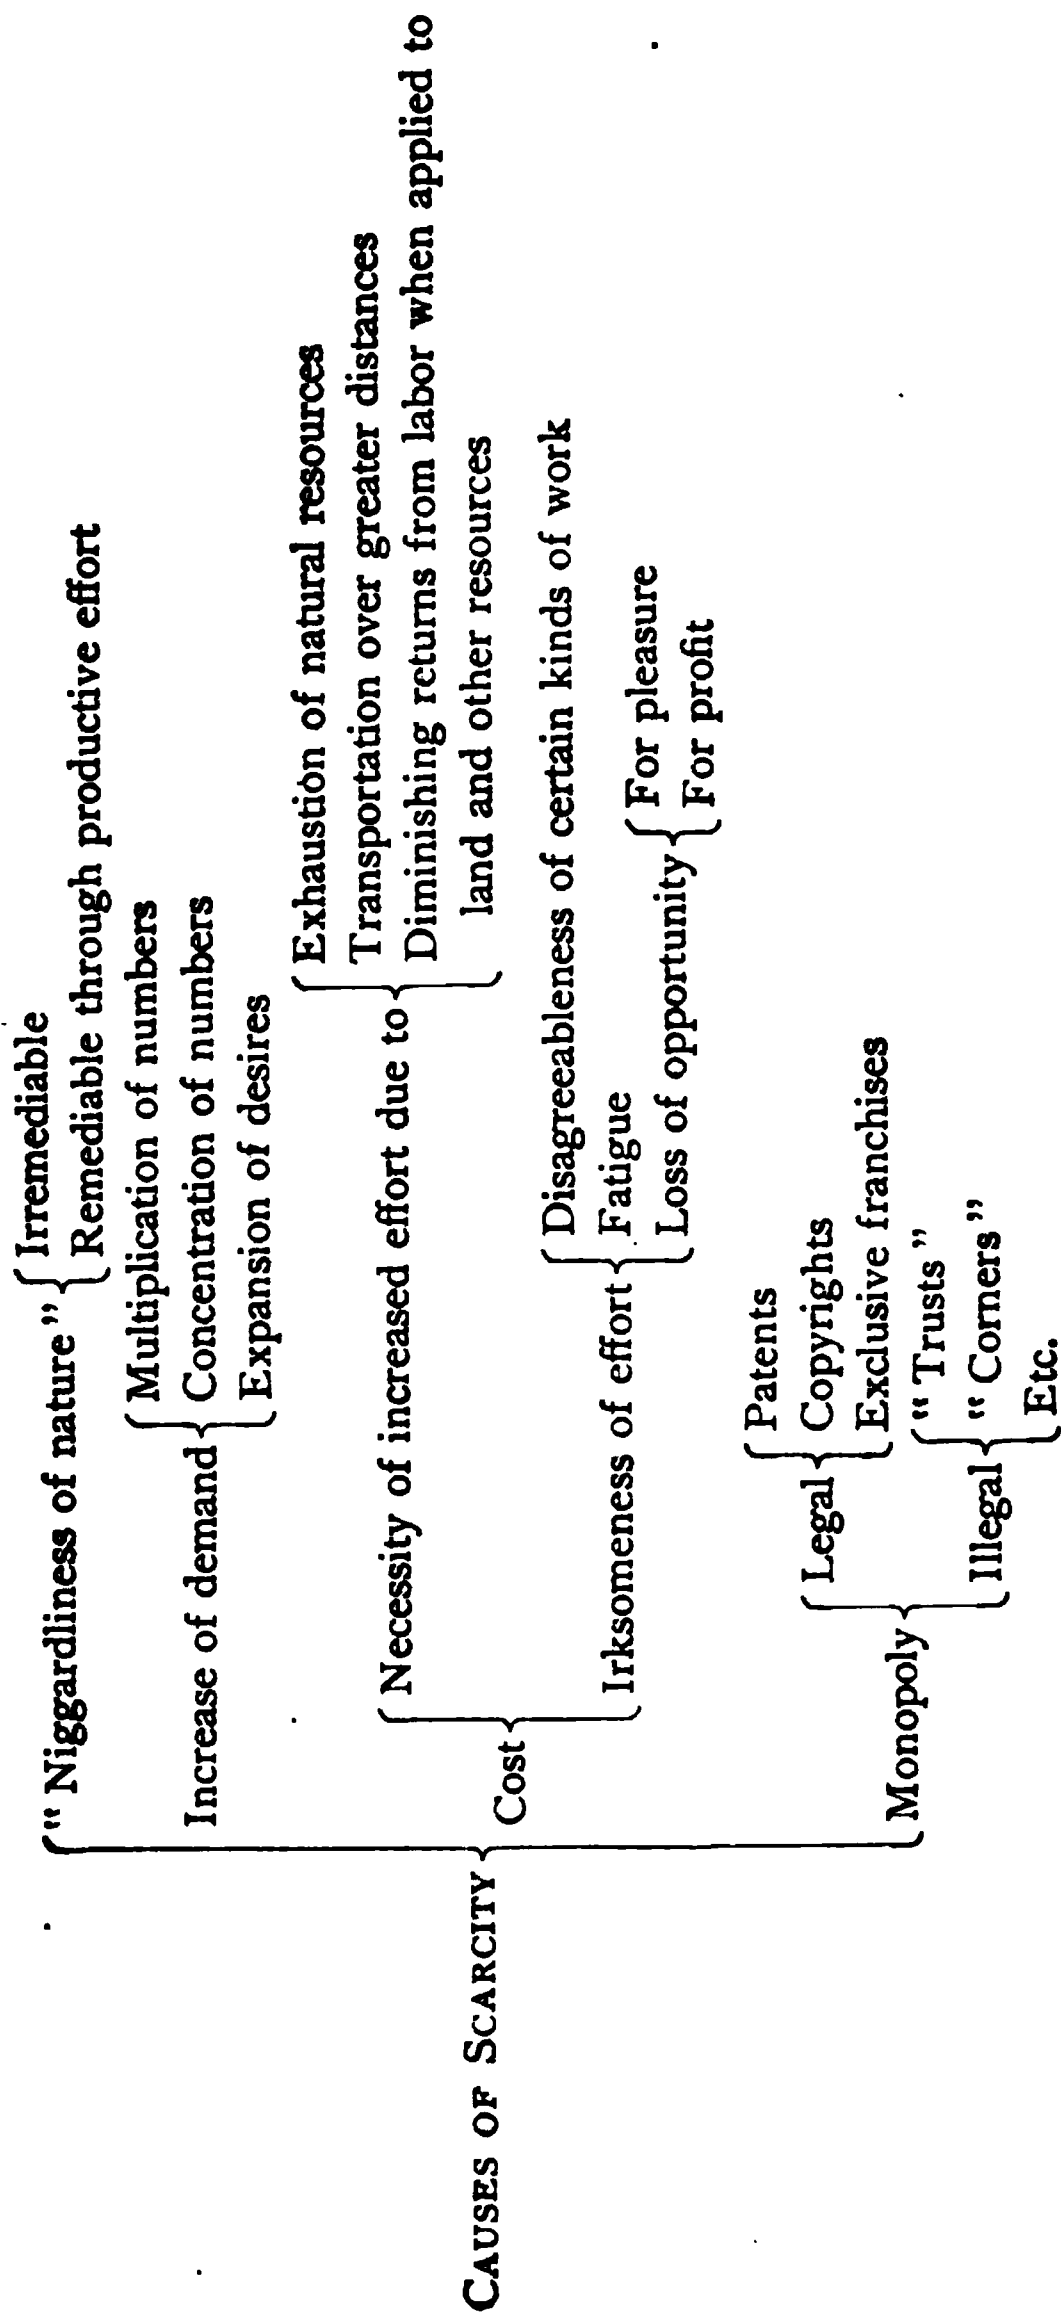 CAUSES OF SCARCITY
“Niggardliness of nature”
Irremediable
Remediable through productive effort
Increase of demand
Multiplication of numbers
Concentration of numbers
Expansion of desires
Cost
Necessity of increased effort due to
Exhaustion of natural resources
Transportation over greater distances
Diminishing returns from labor when applied to
land and other resources
Irksomeness of effort
Disagreeableness of certain kinds of work
Fatigue
Loss of opportunity
For pleasure
For profit
Monopoly
Legal
Patents
Copyrights
Exclusive franchises
Illegal
“Trusts”
“Corners”
Etc.